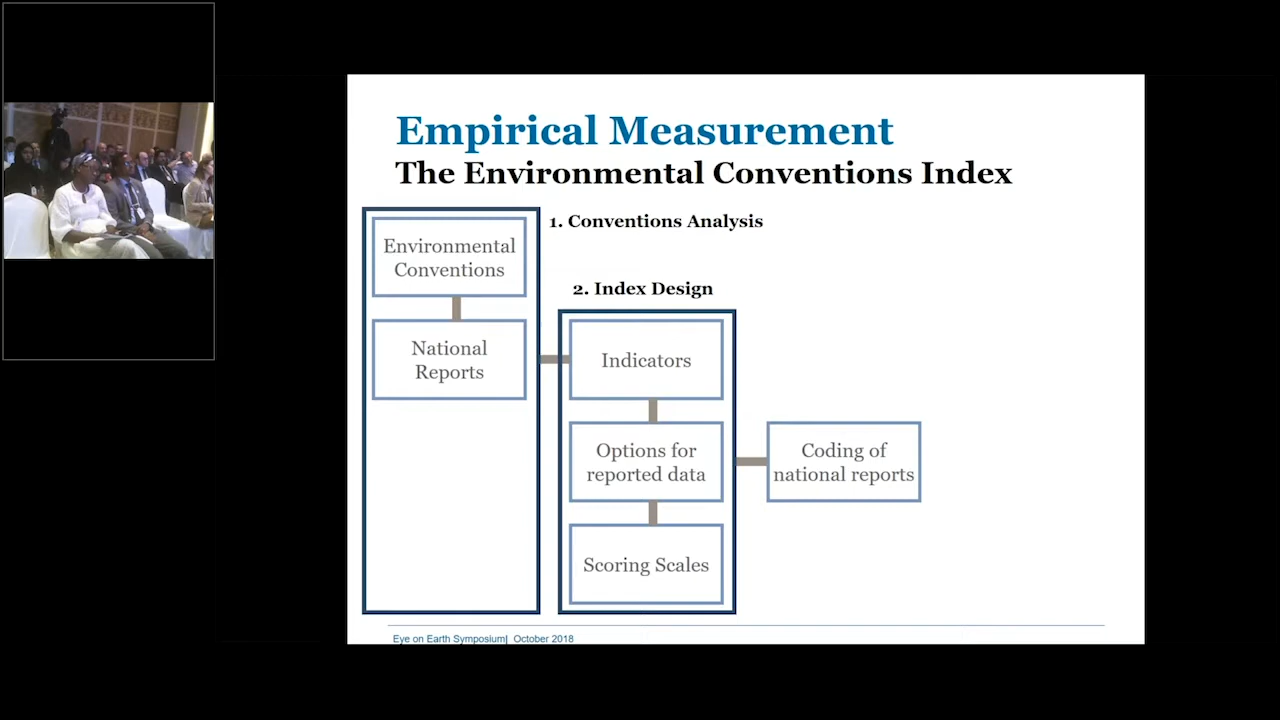 Empirical Measurement
The Environmental Conventions Index
1. Conventions Analysis
Environmental
Conventions
2. Index Design
National
Reports
Indicators
Options for
reported data
Coding of
national reports
Scoring Scales
Eye on Earth Symposium| October 2018